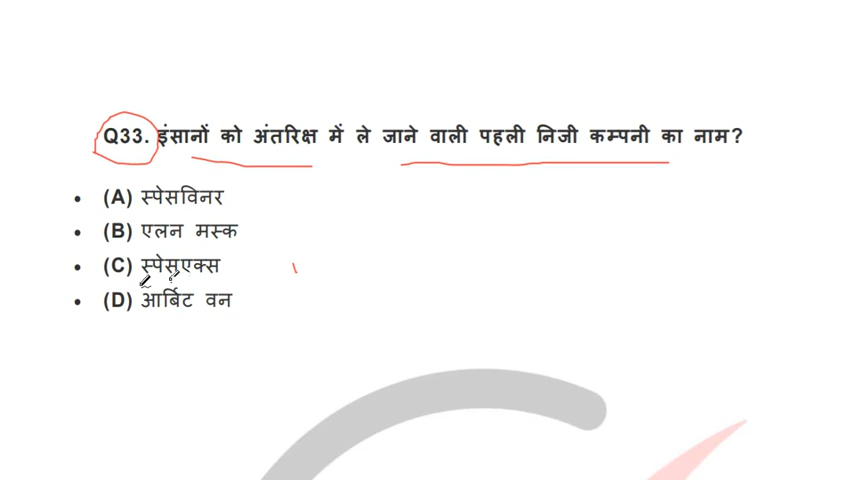 Q33. इंसानों को अंतरिक्ष में ले जाने वाली पहली निजी कम्पनी का नाम?
• (A) स्पेसविनर
• (B) एलन मस्क
• (C) स्पेसएक्स
• (D) आर्बिट वन